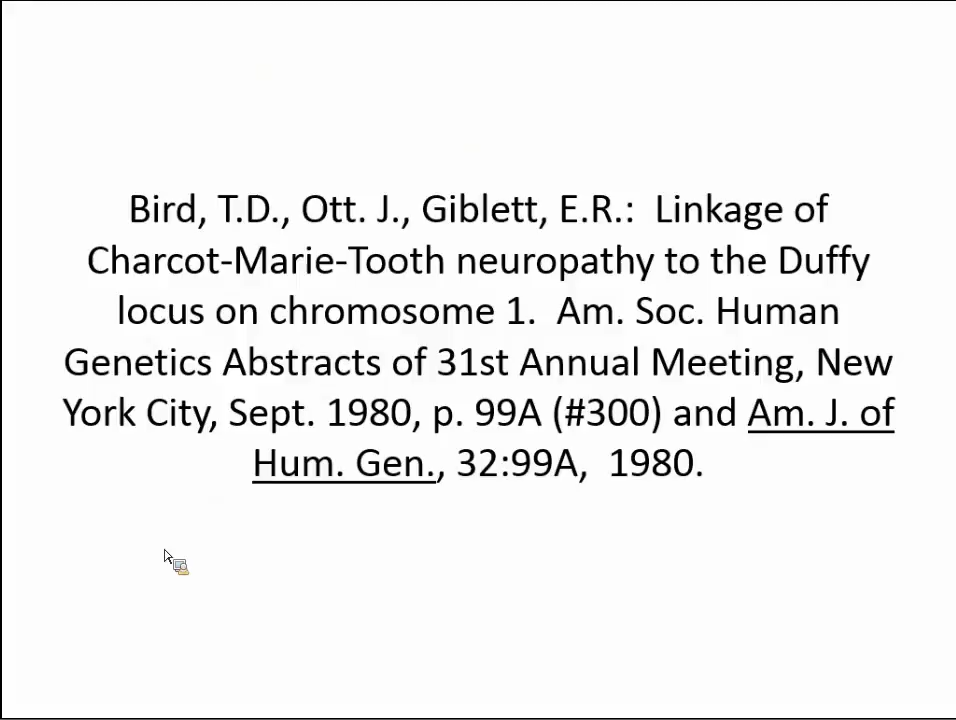 Bird, T.D., Ott. J., Giblett, E.R.:  Linkage of
Charcot-Marie-Tooth neuropathy to the Duffy
locus on chromosome 1.  Am. Soc. Human
Genetics Abstracts of 31st Annual Meeting, New
York City, Sept. 1980, p. 99A (#300) and Am. J. of
Hum. Gen., 32:99A,  1980.